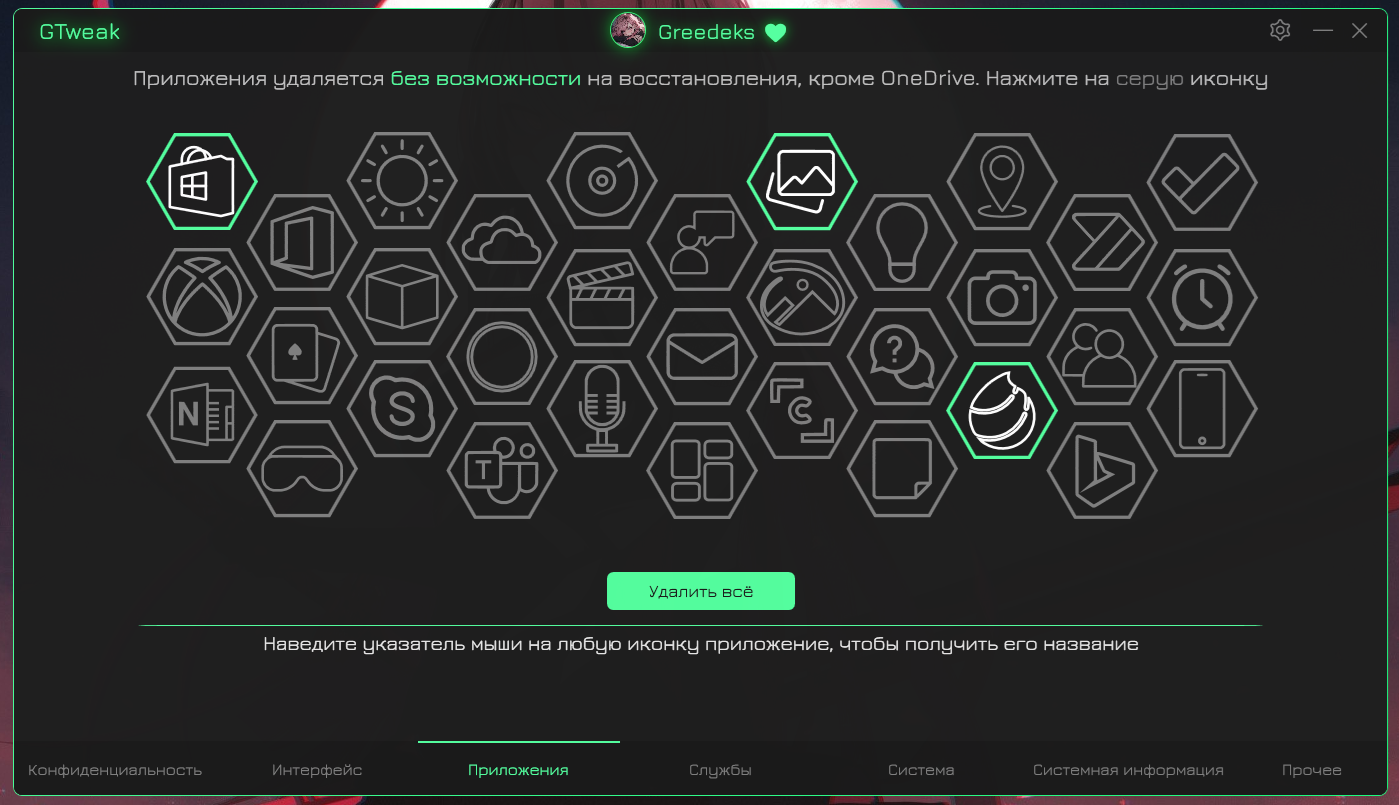 GTweak
Greedeks
Приложения удаляется без возможности на восстановления, кроме OneDrive. Нажмите на серую иконку
?
N
S
C
T
Удалить всё
Наведите указатель мыши на любую иконку приложение, чтобы получить его название
Конфиденциальность Интерфейс Приложения Службы Система Системная информация Прочее